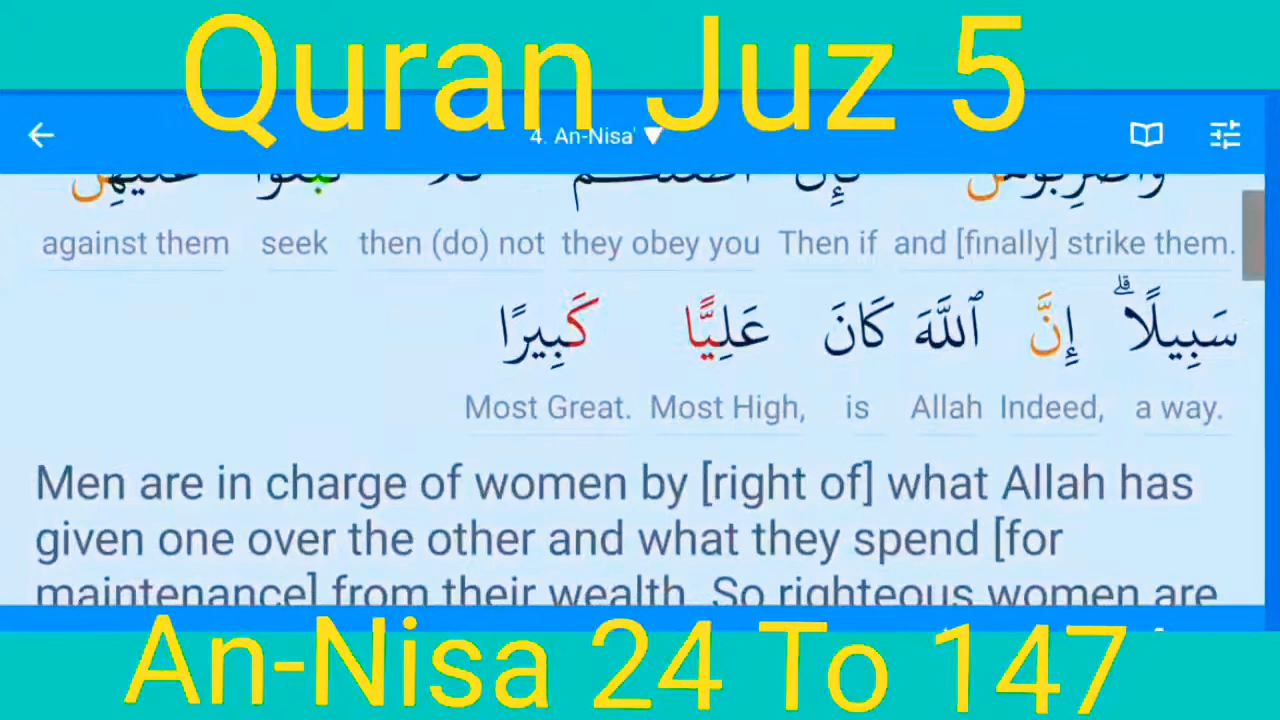 Quran Juz 5
4. An-Nisa' ▼
against them seek then (do) not they obey you Then if and [finally] strike them.
سَبِيلًا ۗ إِنَّ اللَّهَ كَانَ عَلِيًّا كَبِيرًا
Most Great. Most High, is Allah Indeed, a way.
Men are in charge of women by [right of] what Allah has
given one over the other and what they spend [for
maintenance] from their wealth. So righteous women are
An-Nisa 24 To 147